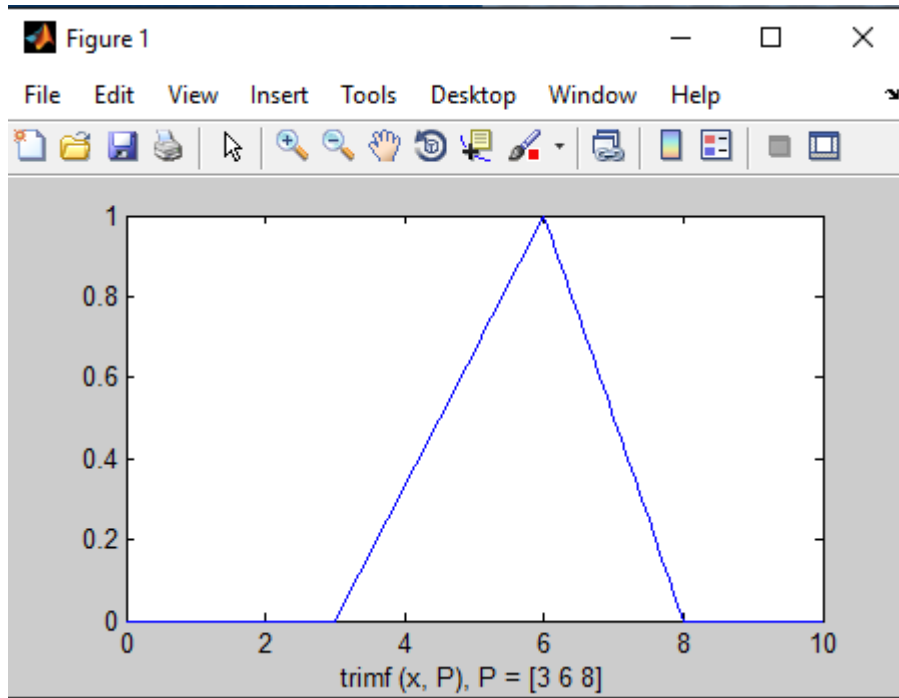 Figure 1
File Edit View Insert Tools Desktop Window Help
1
0.8
0.6
0.4
0.2
0
0 2 4 6 8 10
trimf (x, P), P = [3 6 8]